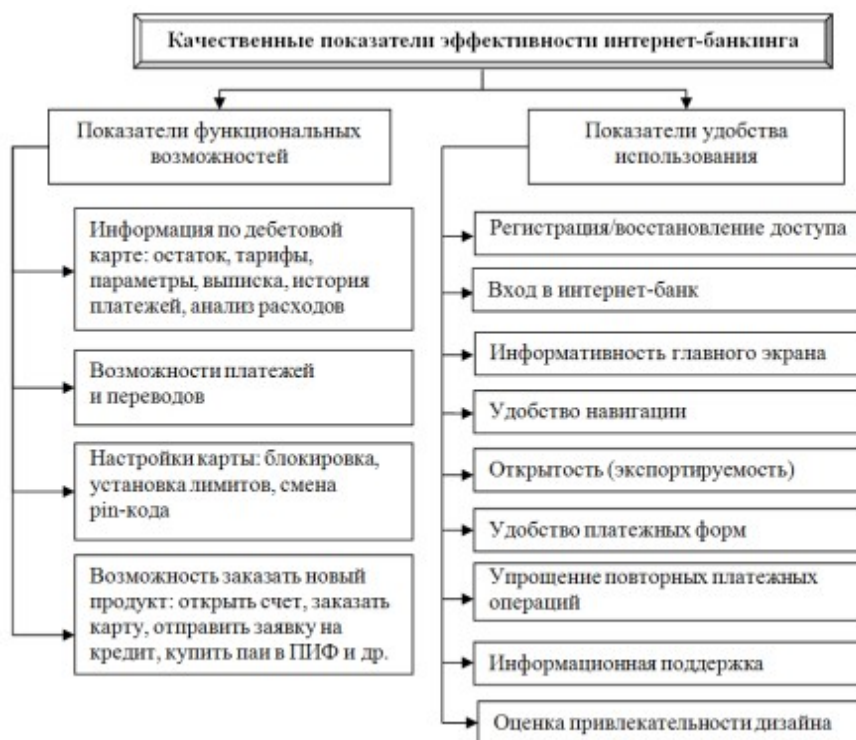 Качественные показатели эффективности интернет-банкинга
Показатели функциональных
возможностей
Информация по дебетовой
карте: остаток, тарифы,
параметры, выписка, история
платежей, анализ расходов
Возможности платежей
и переводов
Настройки карты: блокировка,
установка лимитов, смена
pin-кода
Возможность заказать новый
продукт: открыть счет, заказать
карту, отправить заявку на
кредит, купить паи в ПИФ и др.
Показатели удобства
использования
Регистрация/восстановление доступа
Вход в интернет-банк
Информативность главного экрана
Удобство навигации
Открытость (экспортируемость)
Удобство платежных форм
Упрощение повторных платежных
операций
Информационная поддержка
Оценка привлекательности дизайна